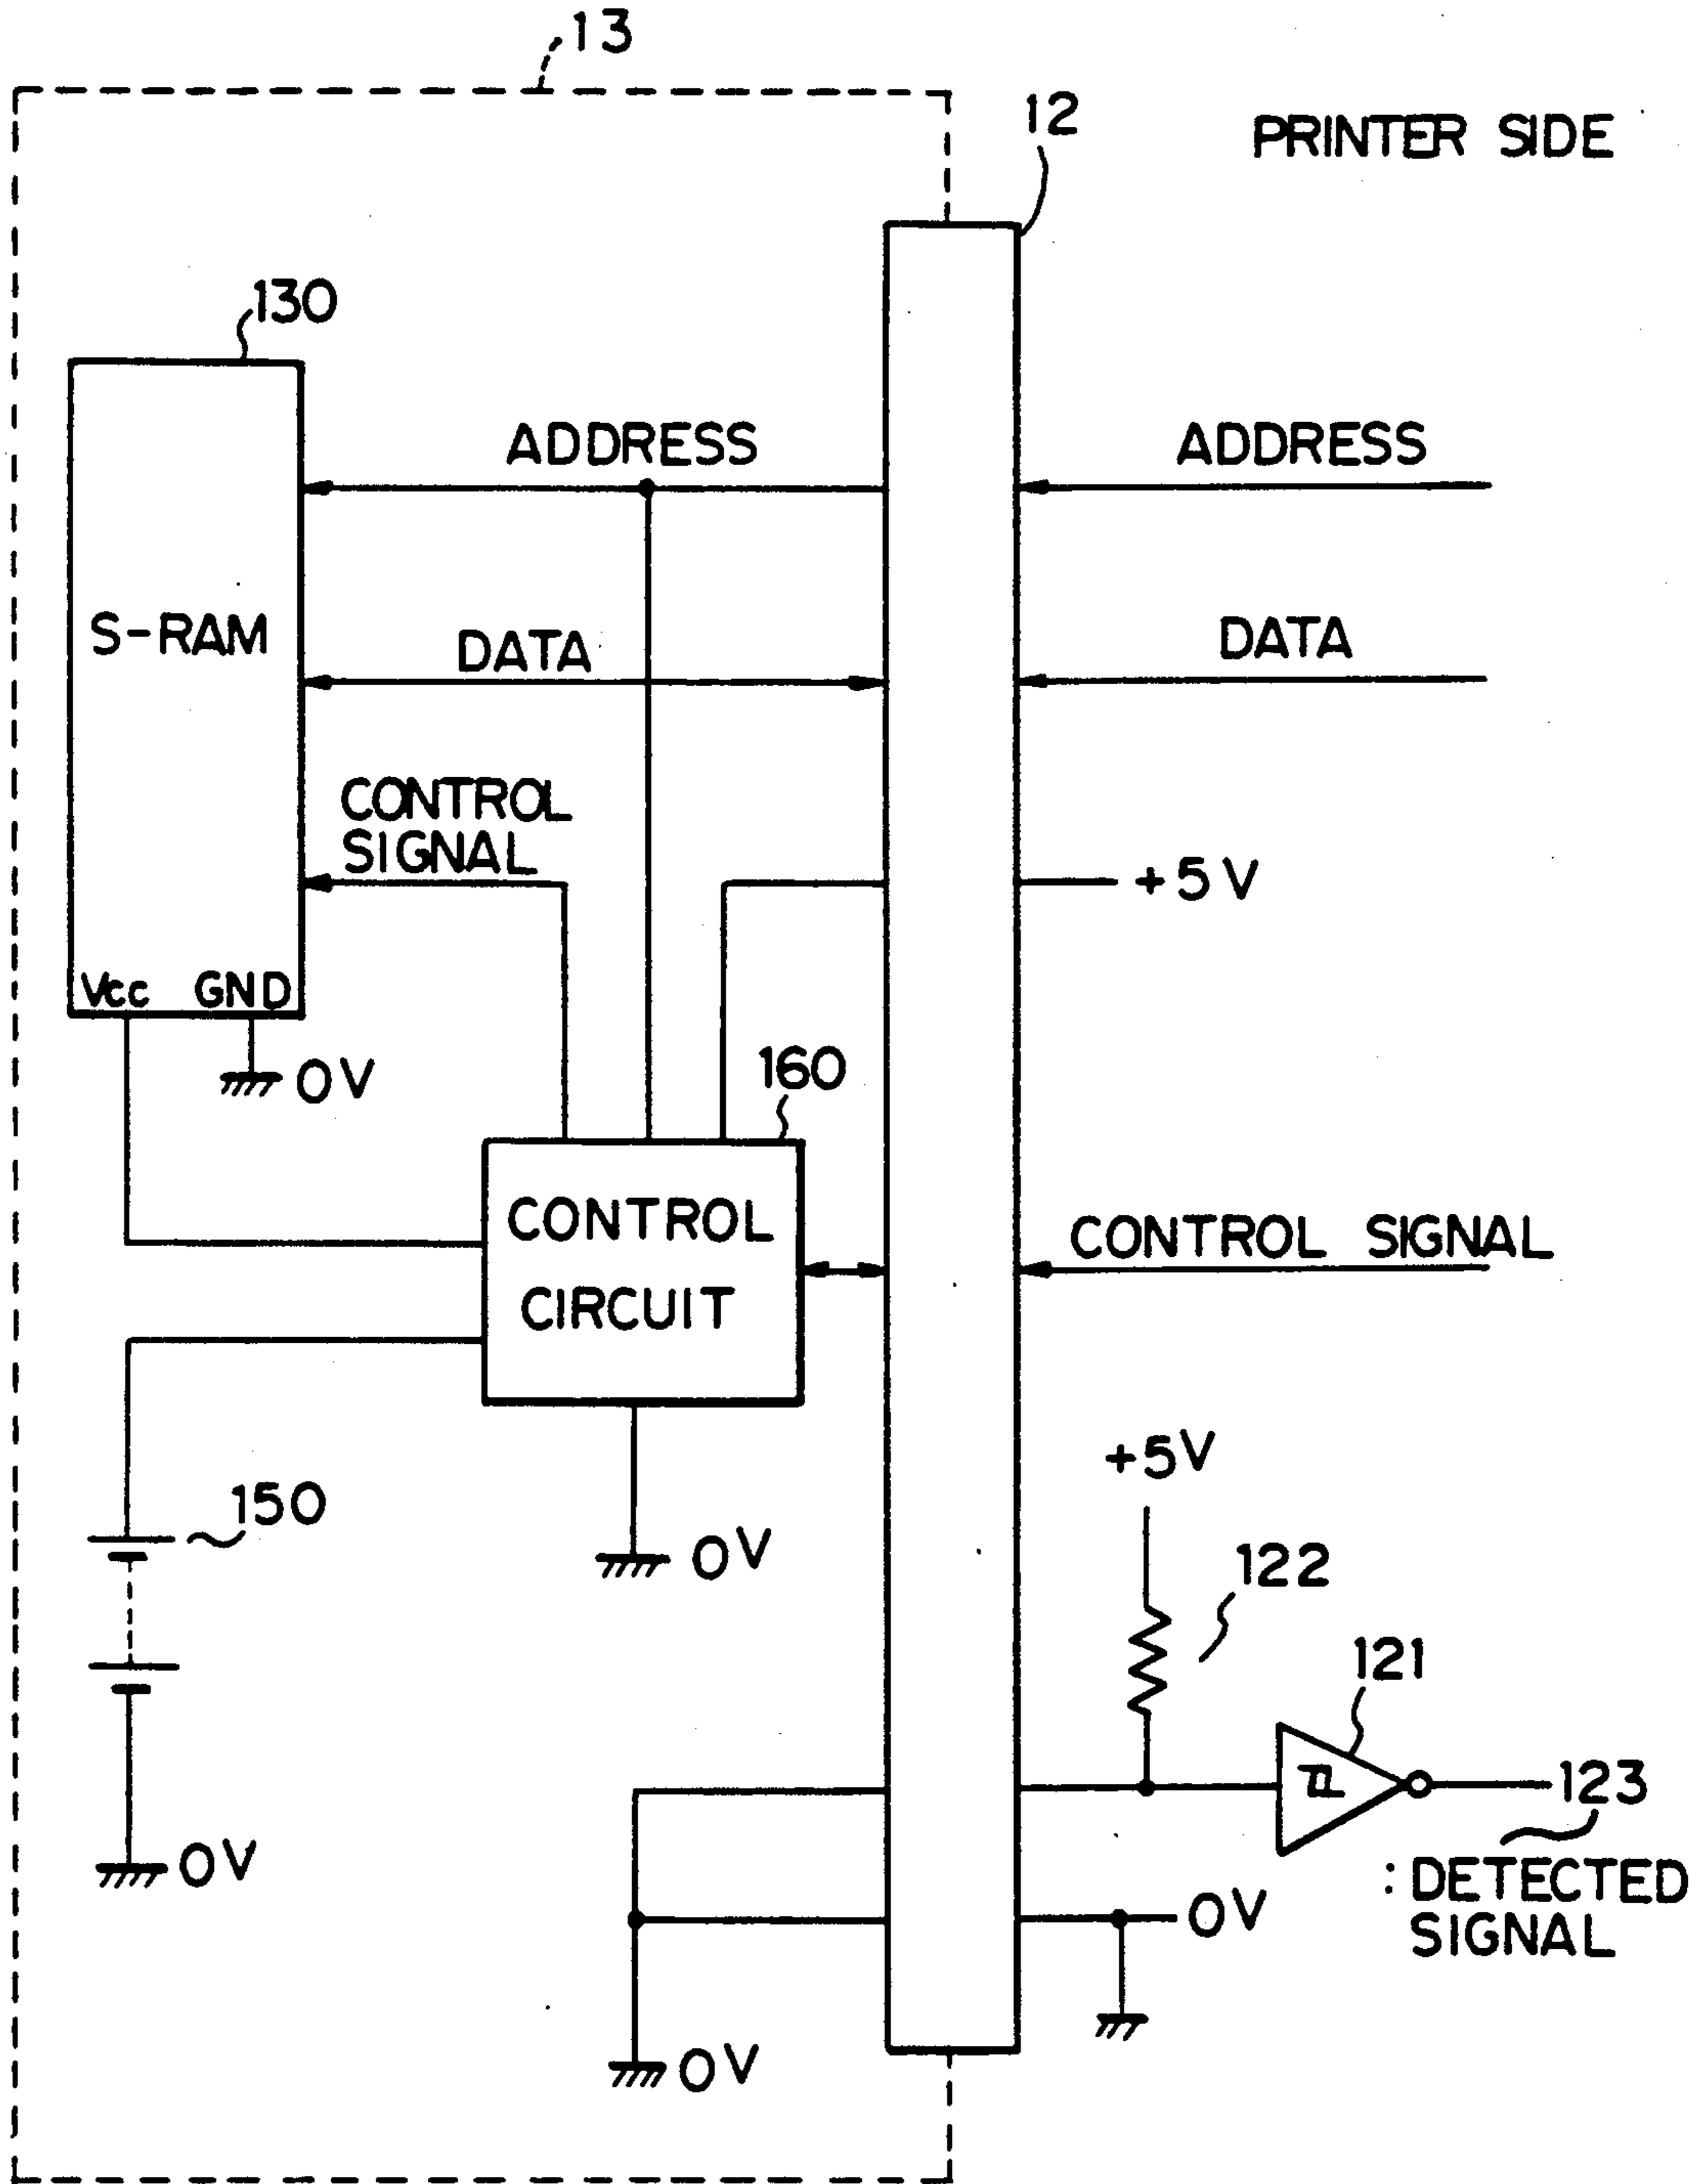 13
12
PRINTER SIDE
130
ADDRESS
ADDRESS
S-RAM
DATA
DATA
CONTROL
SIGNAL
+5V
Vcc GND
0V
160
CONTROL
CIRCUIT
CONTROL SIGNAL
+5V
150
0V
122
121
123
: DETECTED
SIGNAL
0V
0V
0V